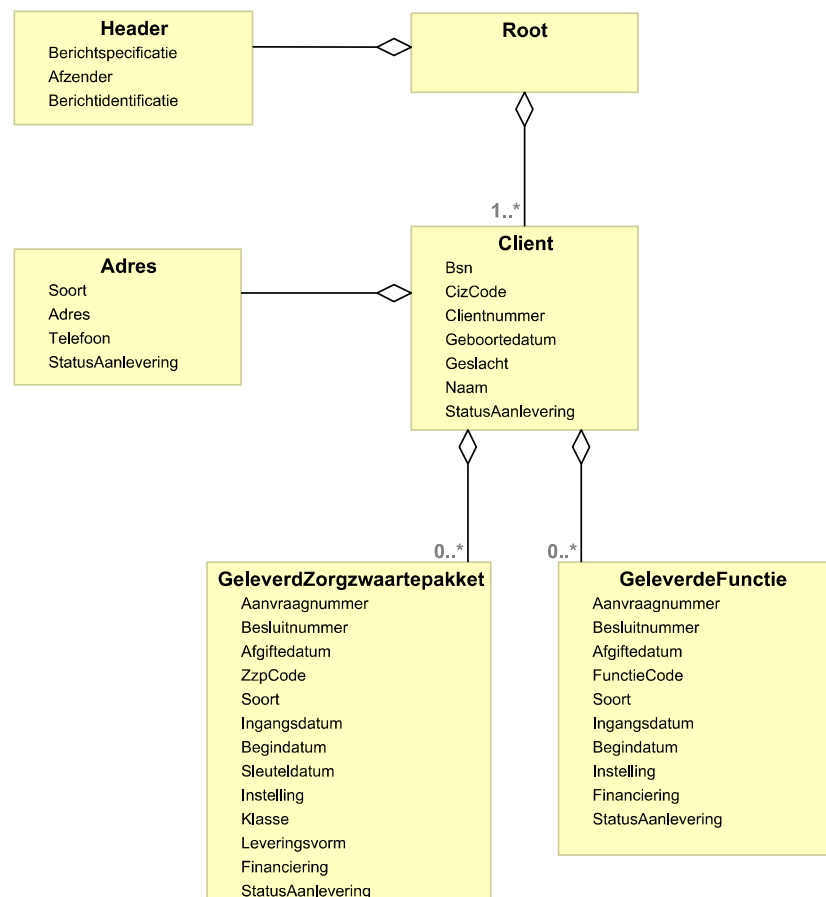 Header
Berichtspecificatie
Afzender
Berichtidentificatie
Root
1..*
Adres
Soort
Adres
Telefoon
StatusAanlevering
Client
Bsn
CizCode
Clientnummer
Geboortedatum
Geslacht
Naam
StatusAanlevering
0..*
0..*
GeleverdZorgzwaartepakket
Aanvraagnummer
Besluitnummer
Afgiftedatum
ZzpCode
Soort
Ingangsdatum
Begindatum
Sleuteldatum
Instelling
Klasse
Leveringsvorm
Financiering
StatusAanlevering
GeleverdeFunctie
Aanvraagnummer
Besluitnummer
Afgiftedatum
FunctieCode
Soort
Ingangsdatum
Begindatum
Instelling
Financiering
StatusAanlevering